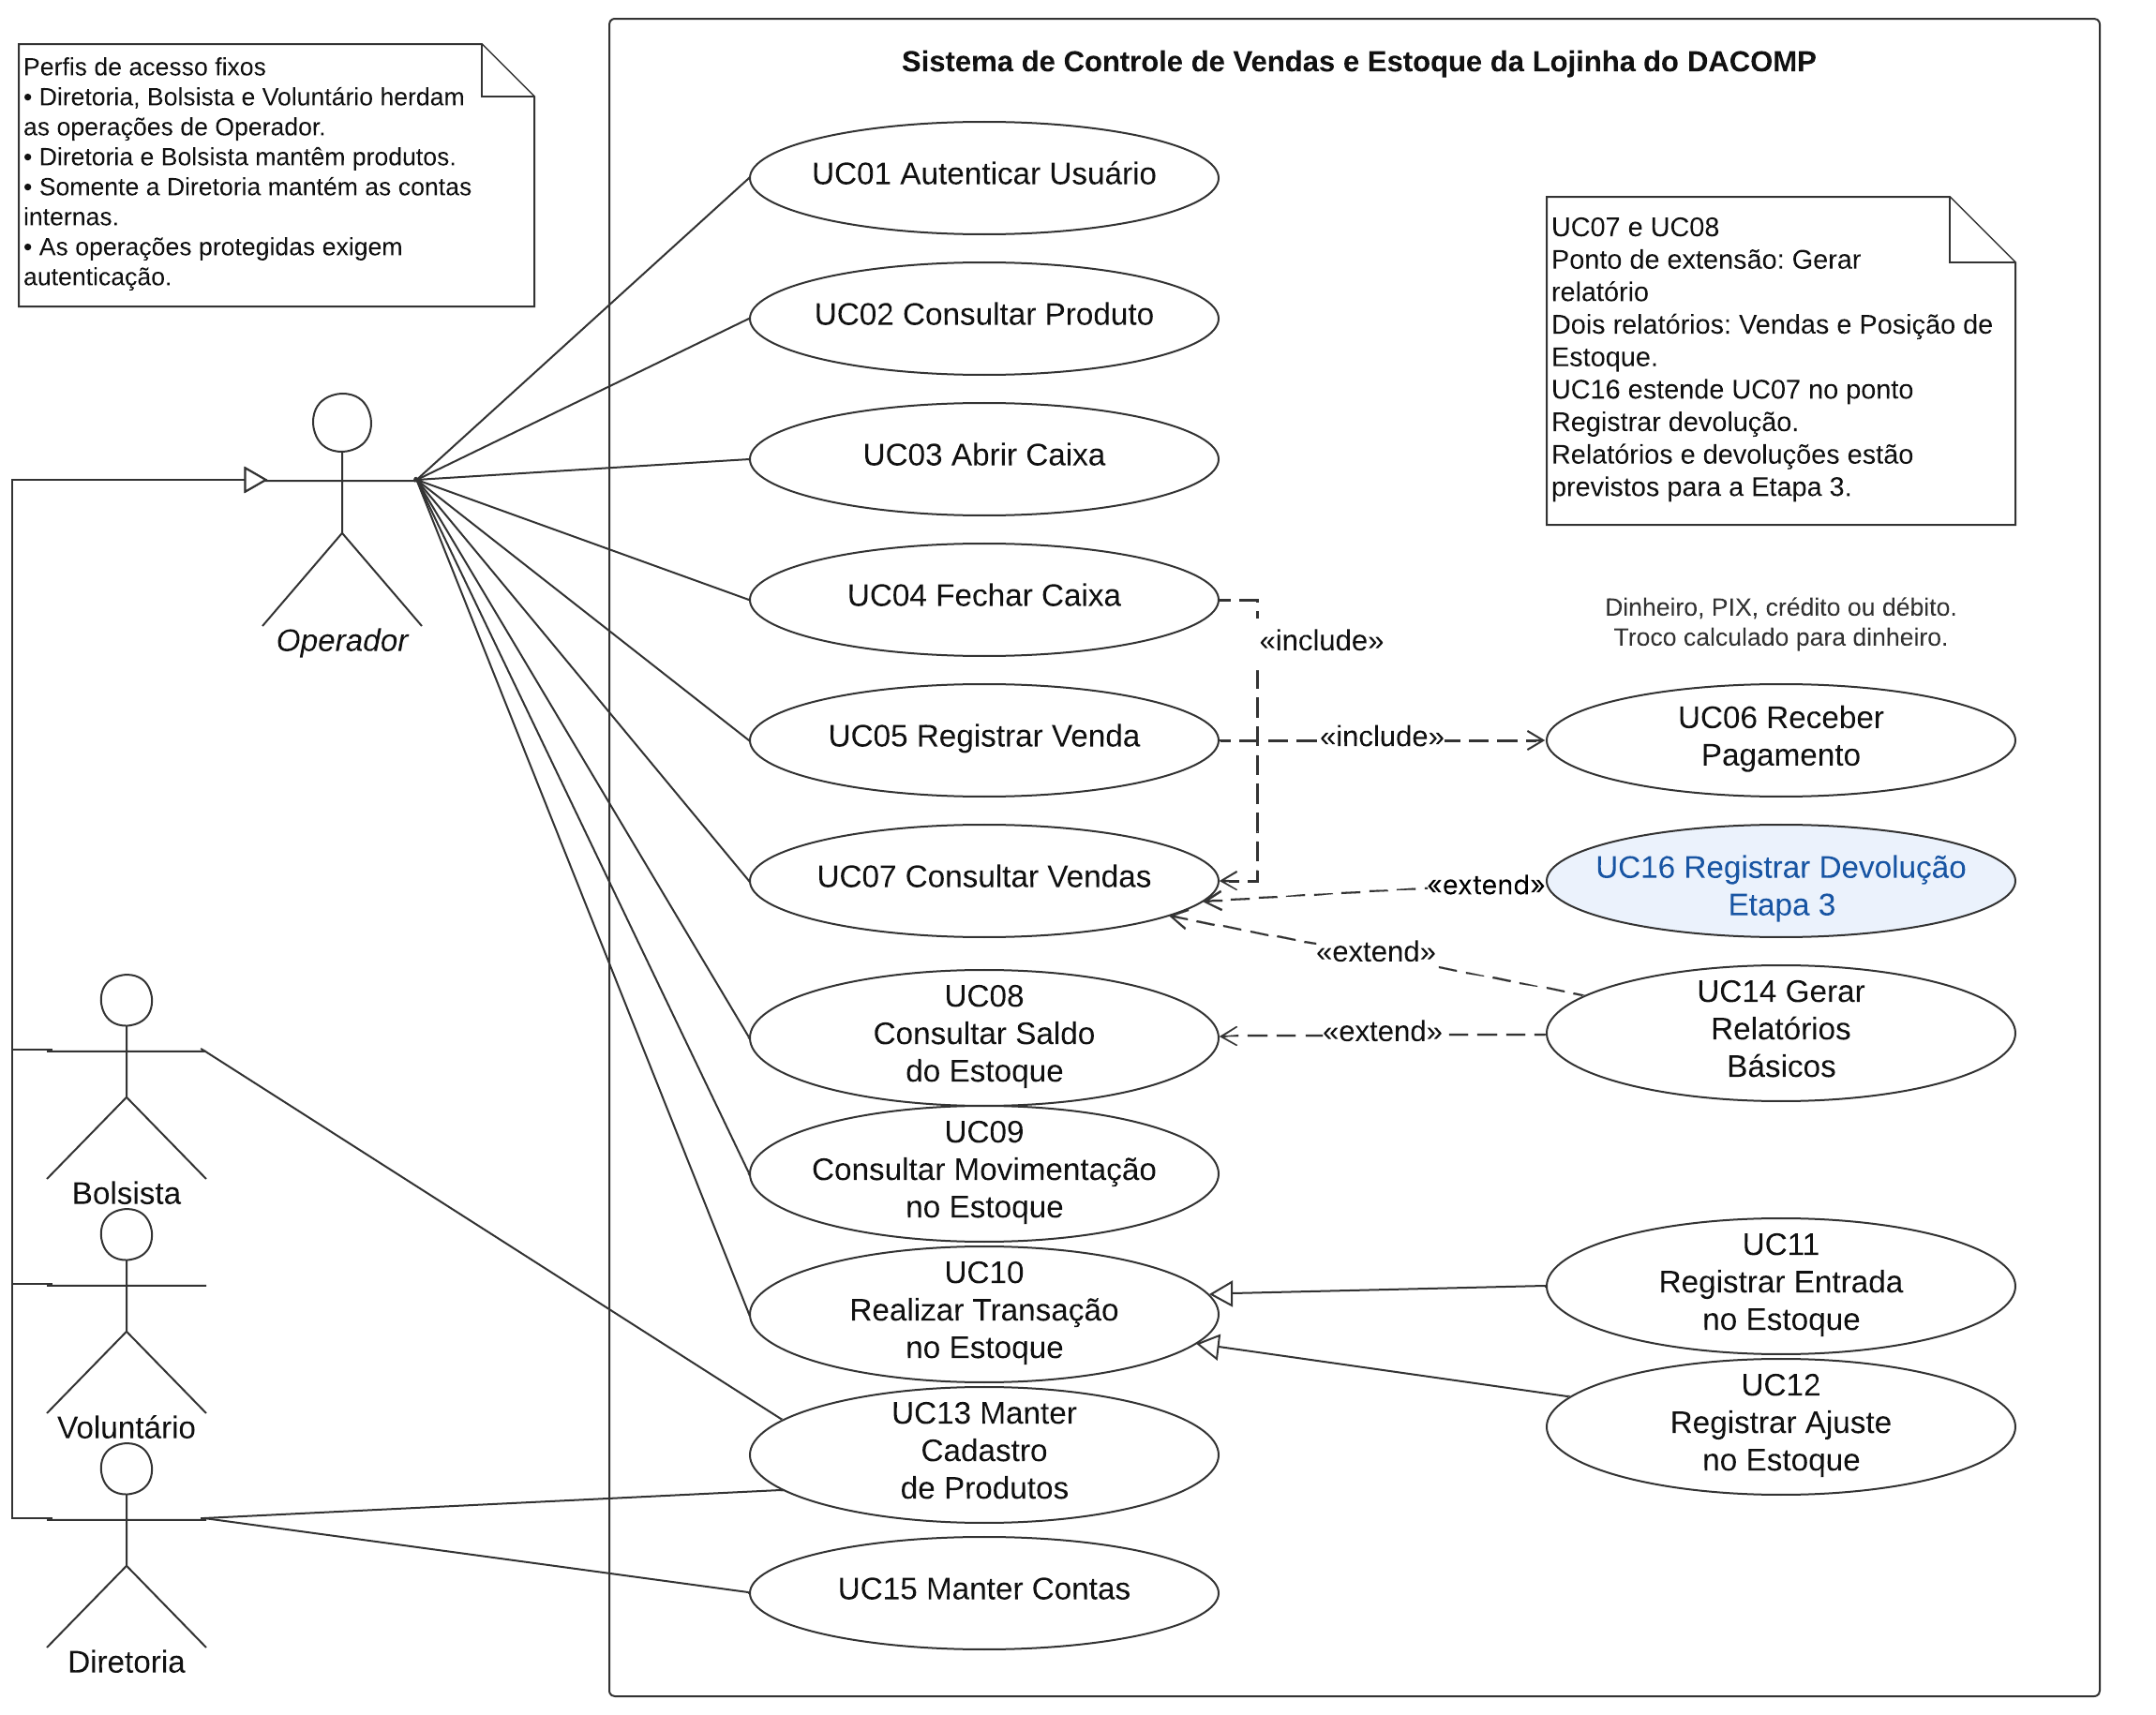 Sistema de Controle de Vendas e Estoque da Lojinha do DACOMP
Perfis de acesso fixos
• Diretoria, Bolsista e Voluntário herdam
as operações de Operador.
• Diretoria e Bolsista mantêm produtos.
• Somente a Diretoria mantém as contas
internas.
• As operações protegidas exigem
autenticação.
UC01 Autenticar Usuário
UC02 Consultar Produto
UC07 e UC08
Ponto de extensão: Gerar
relatório
Dois relatórios: Vendas e Posição de
Estoque.
UC16 estende UC07 no ponto
Registrar devolução.
Relatórios e devoluções estão
previstos para a Etapa 3.
UC03 Abrir Caixa
Operador
UC04 Fechar Caixa
«include»
Dinheiro, PIX, crédito ou débito.
Troco calculado para dinheiro.
UC05 Registrar Venda
«include»
UC06 Receber
Pagamento
UC07 Consultar Vendas
«extend»
UC16 Registrar Devolução
Etapa 3
«extend»
UC08
Consultar Saldo
do Estoque
«extend»
UC14 Gerar
Relatórios
Básicos
UC09
Consultar Movimentação
no Estoque
Bolsista
UC10
Realizar Transação
no Estoque
UC11
Registrar Entrada
no Estoque
Voluntário
UC13 Manter
Cadastro
de Produtos
UC12
Registrar Ajuste
no Estoque
UC15 Manter Contas
Diretoria